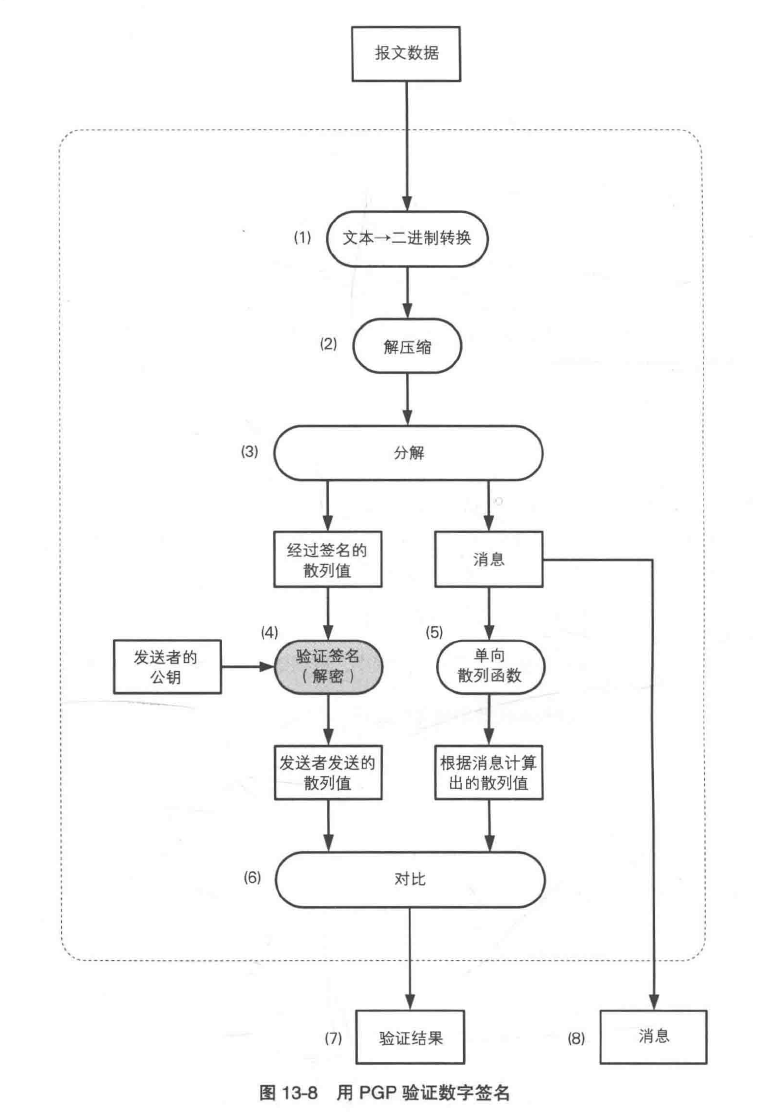 报文数据
(1)
文本→二进制转换
(2)
解压缩
(3)
分解
经过签名的
散列值
消息
(4)
(5)
发送者的
公钥
验证签名
（解密）
单向
散列函数
发送者发送的
散列值
根据消息计算
出的散列值
(6)
对比
(7)
验证结果
(8)
消息
图 13-8 用 PGP 验证数字签名